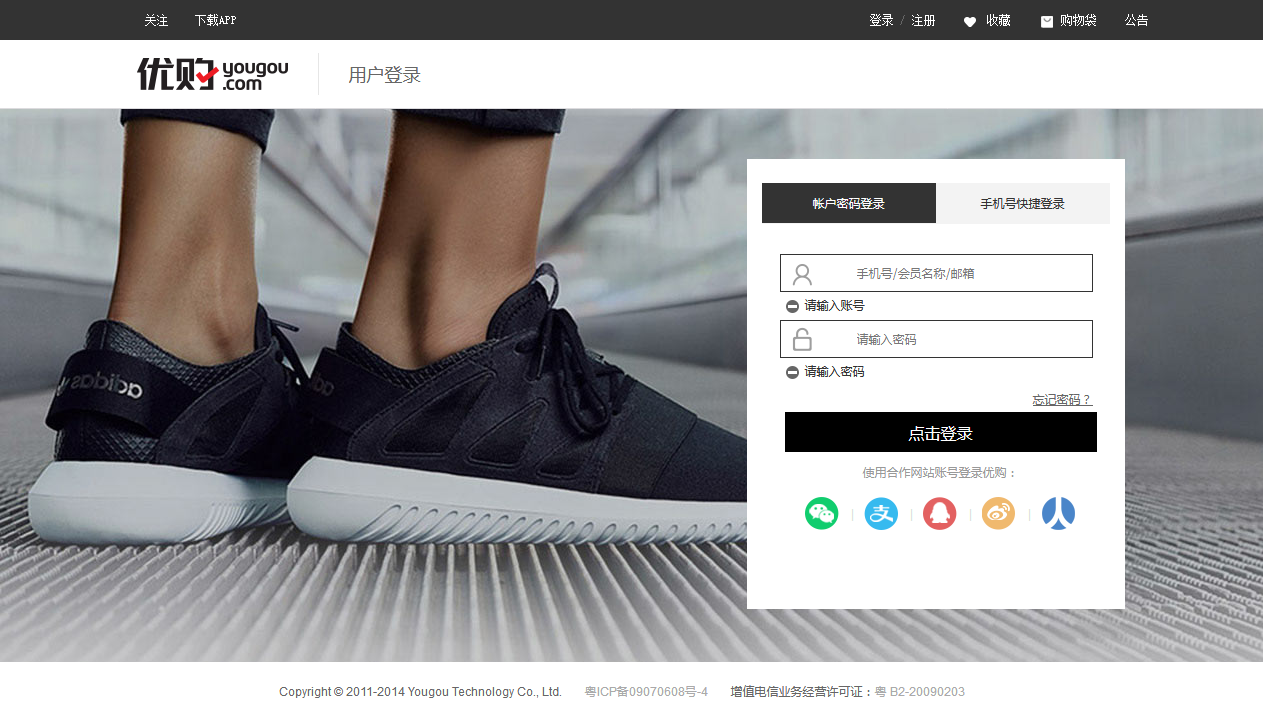 关注 下载APP 登录 / 注册 收藏 购物袋 公告
优购 yougou .com 用户登录
帐户密码登录 手机号快捷登录
手机号/会员名称/邮箱
请输入账号
请输入密码
请输入密码
忘记密码？
点击登录
使用合作网站账号登录优购：
adidas
Copyright © 2011-2014 Yougou Technology Co., Ltd. 粤ICP备09070608号-4 增值电信业务经营许可证：粤 B2-20090203